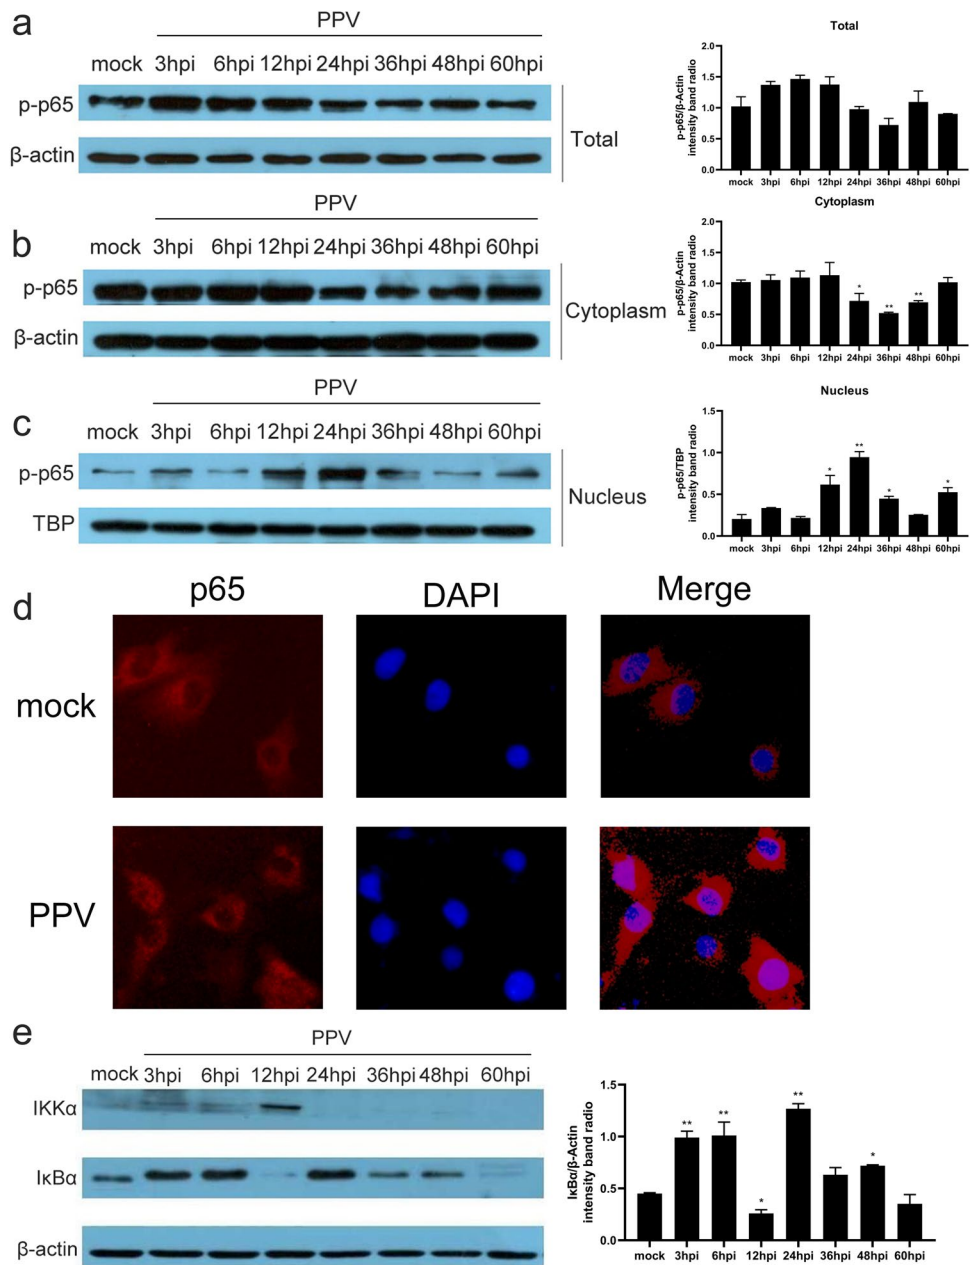 a
PPV
mock 3hpi 6hpi 12hpi 24hpi 36hpi 48hpi 60hpi
p-p65
β-actin
Total
Total
p-p65/β-Actin
intensity band radio
2.0
1.5
1.0
0.5
0.0
mock 3hpi 6hpi 12hpi 24hpi 36hpi 48hpi 60hpi
b
PPV
mock 3hpi 6hpi 12hpi 24hpi 36hpi 48hpi 60hpi
p-p65
β-actin
Cytoplasm
Cytoplasm
p-p65/β-Actin
intensity band radio
2.0
1.5
1.0
0.5
0.0
* ** **
mock 3hpi 6hpi 12hpi 24hpi 36hpi 48hpi 60hpi
c
PPV
mock 3hpi 6hpi 12hpi 24hpi 36hpi 48hpi 60hpi
p-p65
TBP
Nucleus
Nucleus
p-p65/TBP
intensity band radio
1.5
1.0
0.5
0.0
* ** * *
mock 3hpi 6hpi 12hpi 24hpi 36hpi 48hpi 60hpi
d
p65 DAPI Merge
mock
PPV
e
PPV
mock 3hpi 6hpi 12hpi 24hpi 36hpi 48hpi 60hpi
IKKα
IκBα
β-actin
IκBα/β-Actin
intensity band radio
1.5
1.0
0.5
0.0
** ** * ** *
mock 3hpi 6hpi 12hpi 24hpi 36hpi 48hpi 60hpi